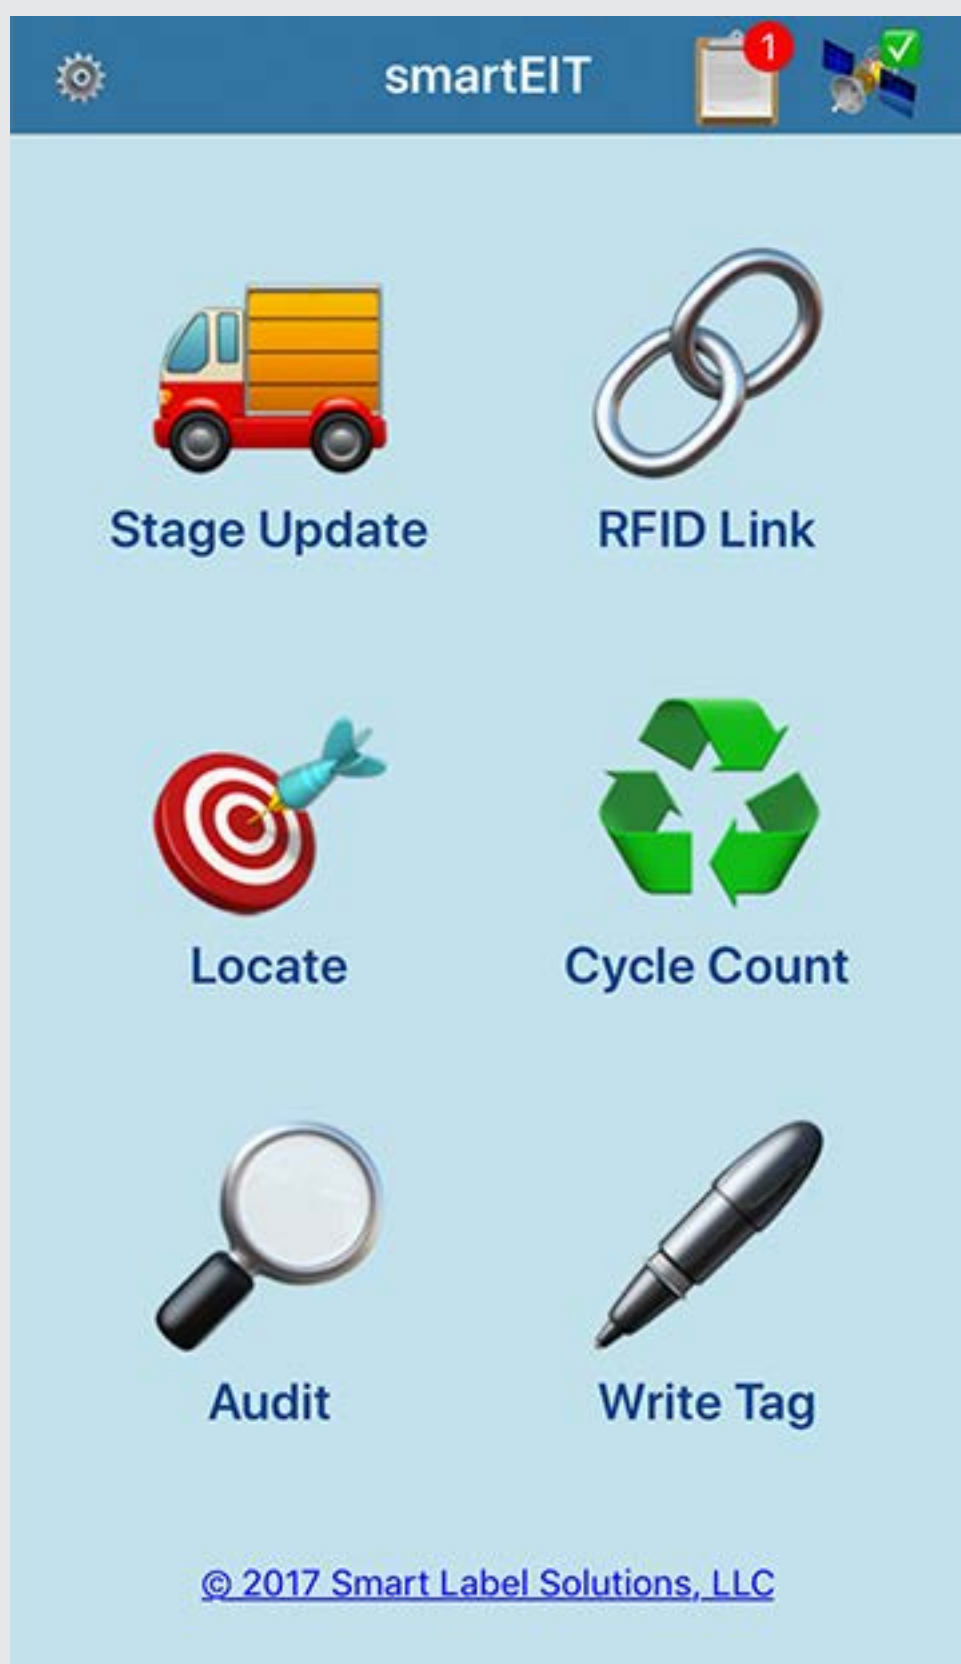 smartEIT
1
Stage Update
RFID Link
Locate
Cycle Count
Audit
Write Tag
© 2017 Smart Label Solutions, LLC